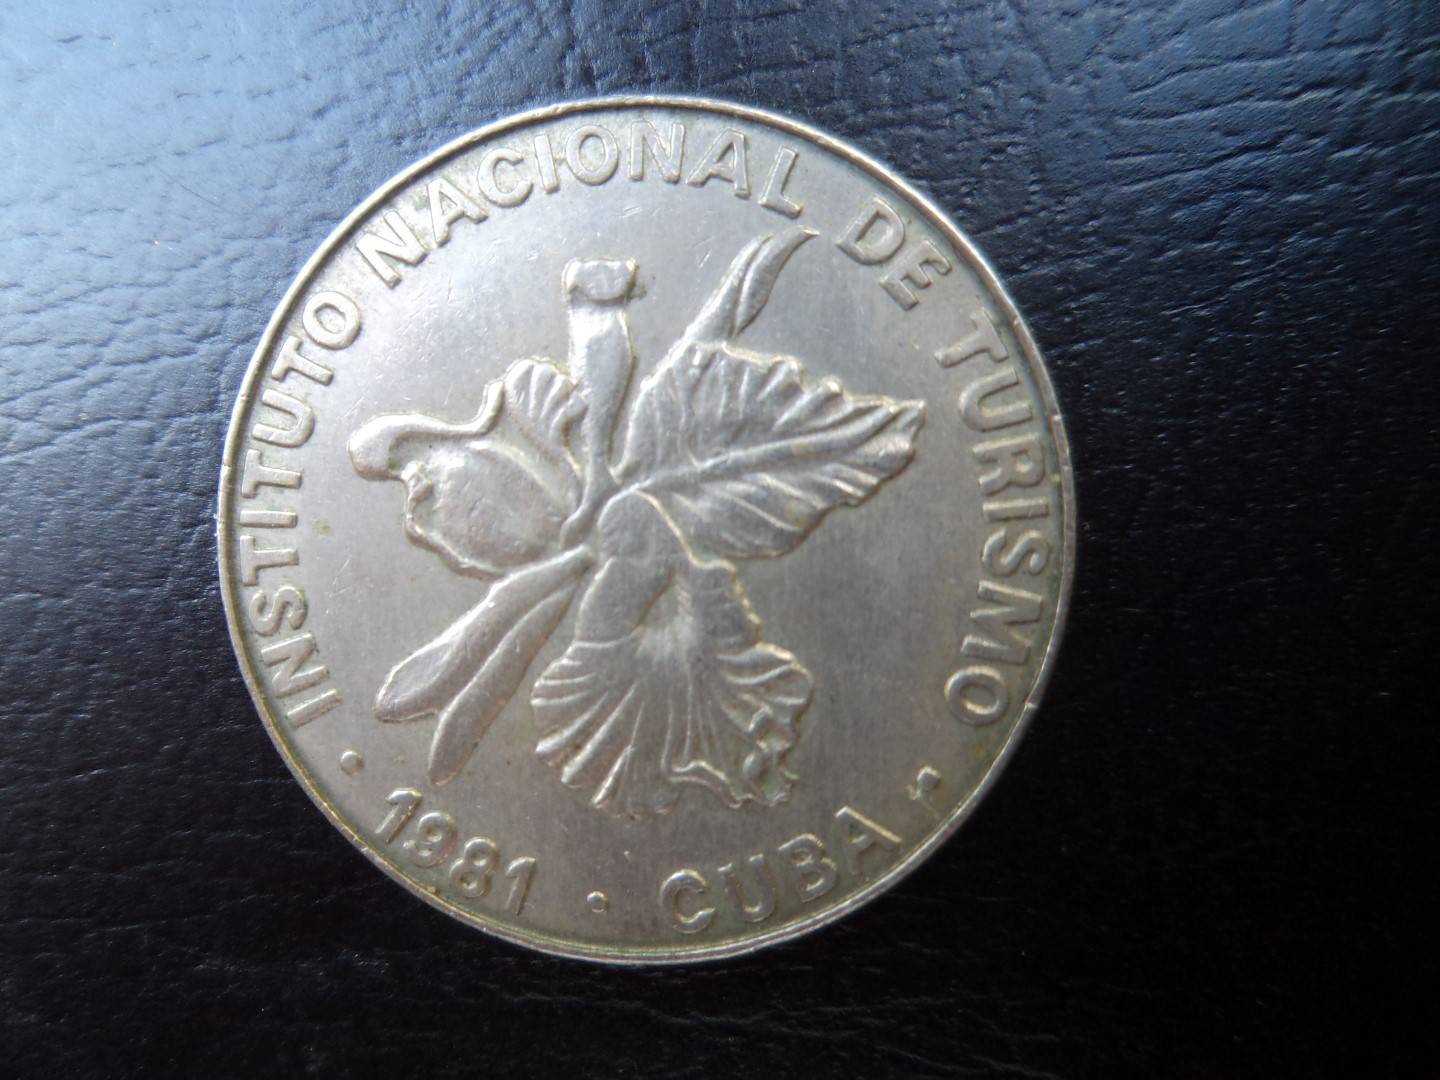 INSTITUTO NACIONAL DE TURISMO
1981 • CUBA